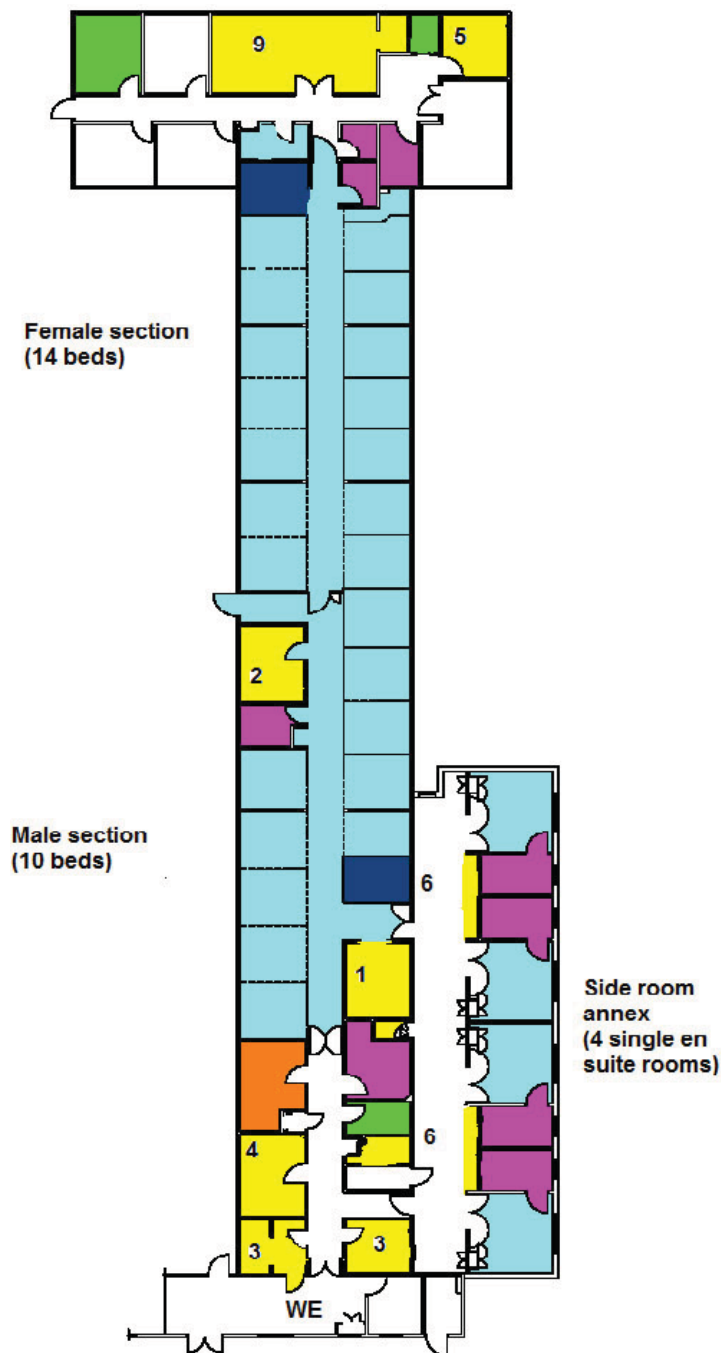 9
5
Female section
(14 beds)
2
Male section
(10 beds)
6
1
Side room
annex
(4 single en
suite rooms)
6
4
3
3
WE